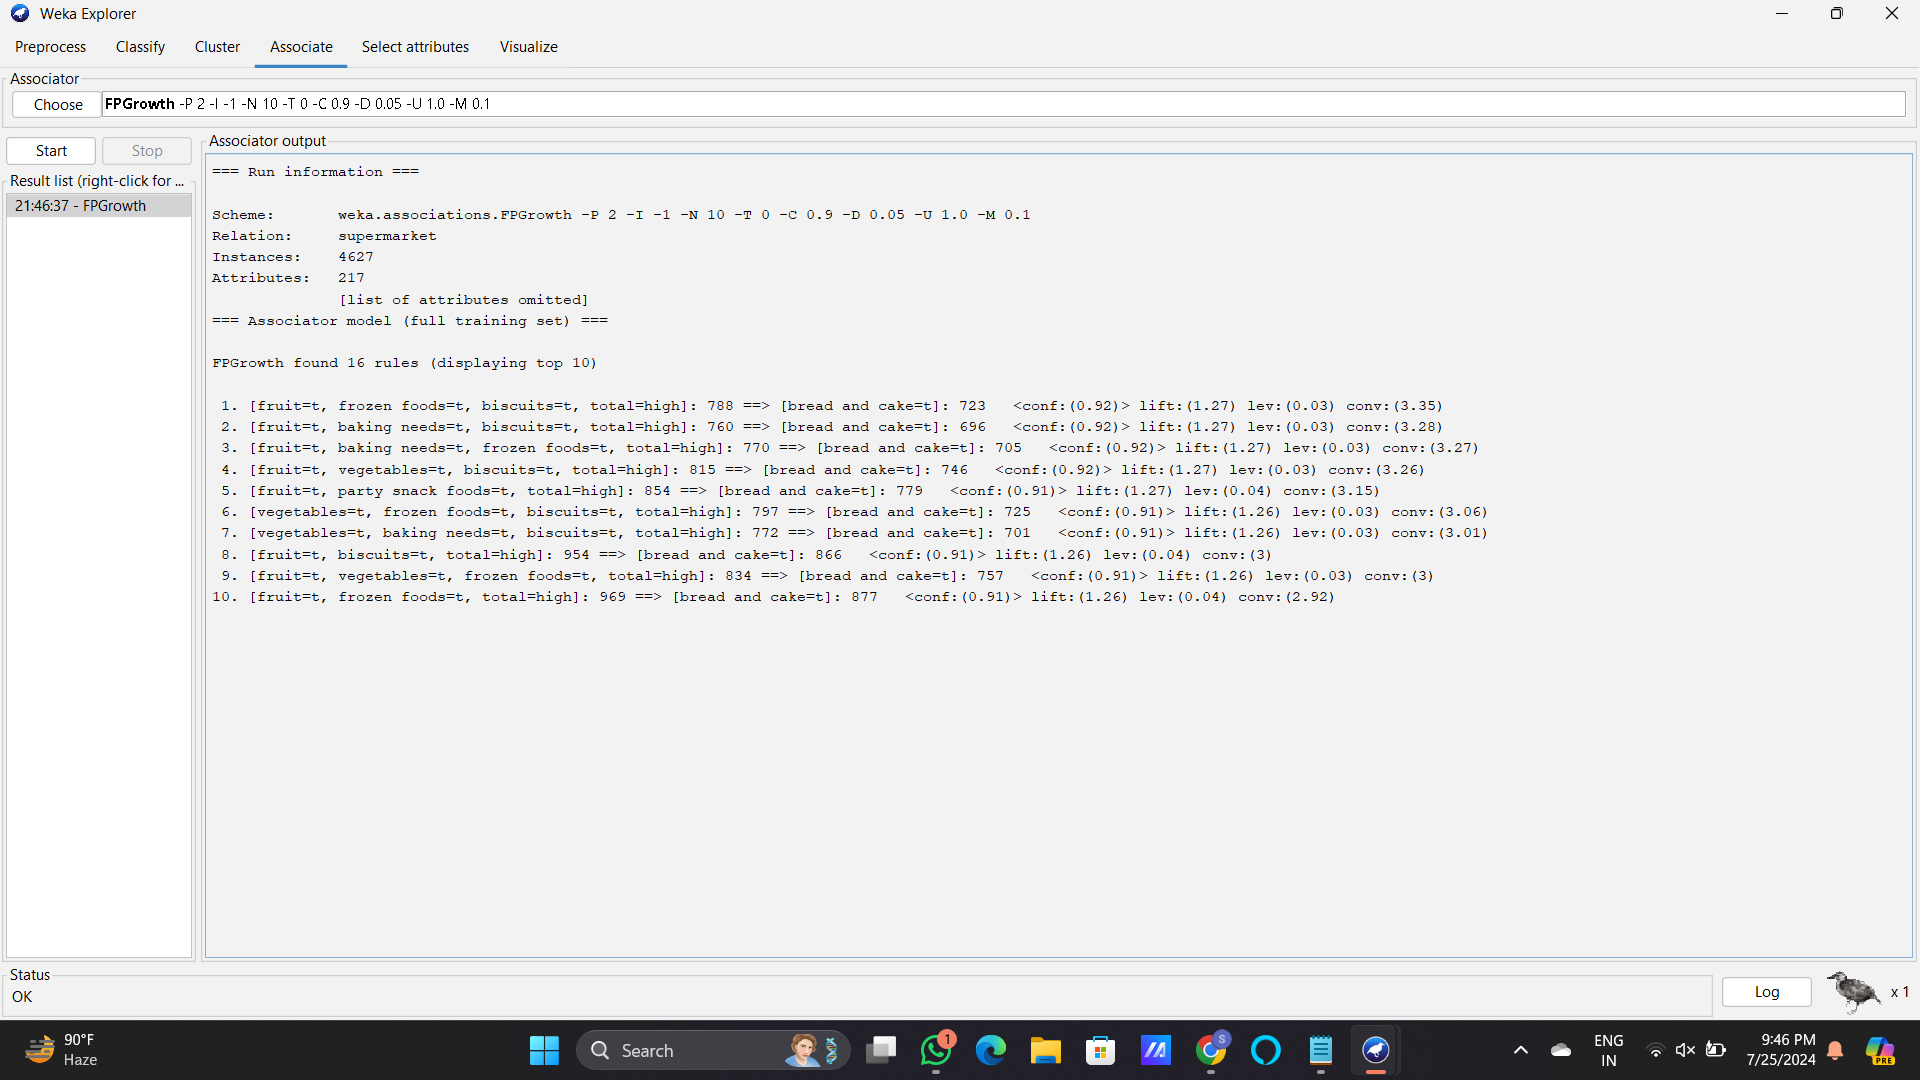 Weka Explorer
Preprocess Classify Cluster Associate Select attributes Visualize
Associator
Choose FPGrowth -P 2 -I -1 -N 10 -T 0 -C 0.9 -D 0.05 -U 1.0 -M 0.1
Start Stop
Result list (right-click for ...
21:46:37 - FPGrowth
Associator output
=== Run information ===
Scheme: weka.associations.FPGrowth -P 2 -I -1 -N 10 -T 0 -C 0.9 -D 0.05 -U 1.0 -M 0.1
Relation: supermarket
Instances: 4627
Attributes: 217
[list of attributes omitted]
=== Associator model (full training set) ===
FPGrowth found 16 rules (displaying top 10)
1. [fruit=t, frozen foods=t, biscuits=t, total=high]: 788 ==> [bread and cake=t]: 723 <conf:(0.92)> lift:(1.27) lev:(0.03) conv:(3.35)
2. [fruit=t, baking needs=t, biscuits=t, total=high]: 760 ==> [bread and cake=t]: 696 <conf:(0.92)> lift:(1.27) lev:(0.03) conv:(3.28)
3. [fruit=t, baking needs=t, frozen foods=t, total=high]: 770 ==> [bread and cake=t]: 705 <conf:(0.92)> lift:(1.27) lev:(0.03) conv:(3.27)
4. [fruit=t, vegetables=t, biscuits=t, total=high]: 815 ==> [bread and cake=t]: 746 <conf:(0.92)> lift:(1.27) lev:(0.03) conv:(3.26)
5. [fruit=t, party snack foods=t, total=high]: 854 ==> [bread and cake=t]: 779 <conf:(0.91)> lift:(1.27) lev:(0.04) conv:(3.15)
6. [vegetables=t, frozen foods=t, biscuits=t, total=high]: 797 ==> [bread and cake=t]: 725 <conf:(0.91)> lift:(1.26) lev:(0.03) conv:(3.06)
7. [vegetables=t, baking needs=t, biscuits=t, total=high]: 772 ==> [bread and cake=t]: 701 <conf:(0.91)> lift:(1.26) lev:(0.03) conv:(3.01)
8. [fruit=t, biscuits=t, total=high]: 954 ==> [bread and cake=t]: 866 <conf:(0.91)> lift:(1.26) lev:(0.04) conv:(3)
9. [fruit=t, vegetables=t, frozen foods=t, total=high]: 834 ==> [bread and cake=t]: 757 <conf:(0.91)> lift:(1.26) lev:(0.03) conv:(3)
10. [fruit=t, frozen foods=t, total=high]: 969 ==> [bread and cake=t]: 877 <conf:(0.91)> lift:(1.26) lev:(0.04) conv:(2.92)
Status
OK
Log
x 1
90°F
Haze
Search
1
S
ENG
IN
9:46 PM
7/25/2024
PRE